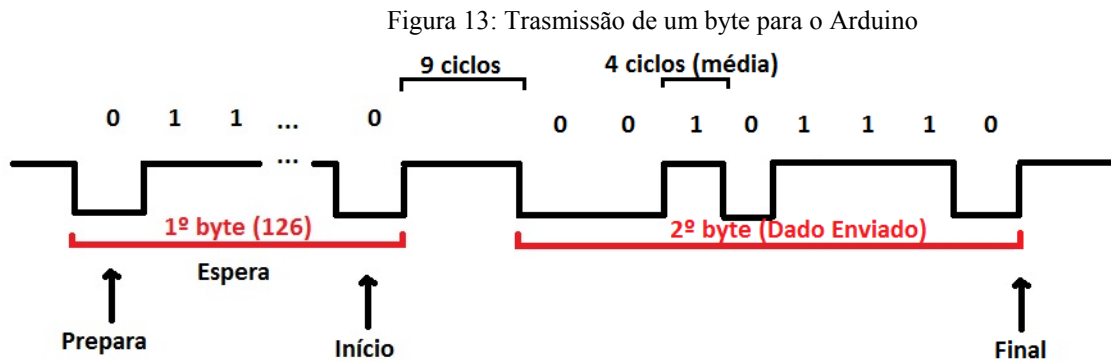 Figura 13: Trasmissão de um byte para o Arduino
9 ciclos 4 ciclos (média)
0 1 1 ... 0 0 0 1 0 1 1 1 0
...
1º byte (126) 2º byte (Dado Enviado)
Espera
Prepara Início Final